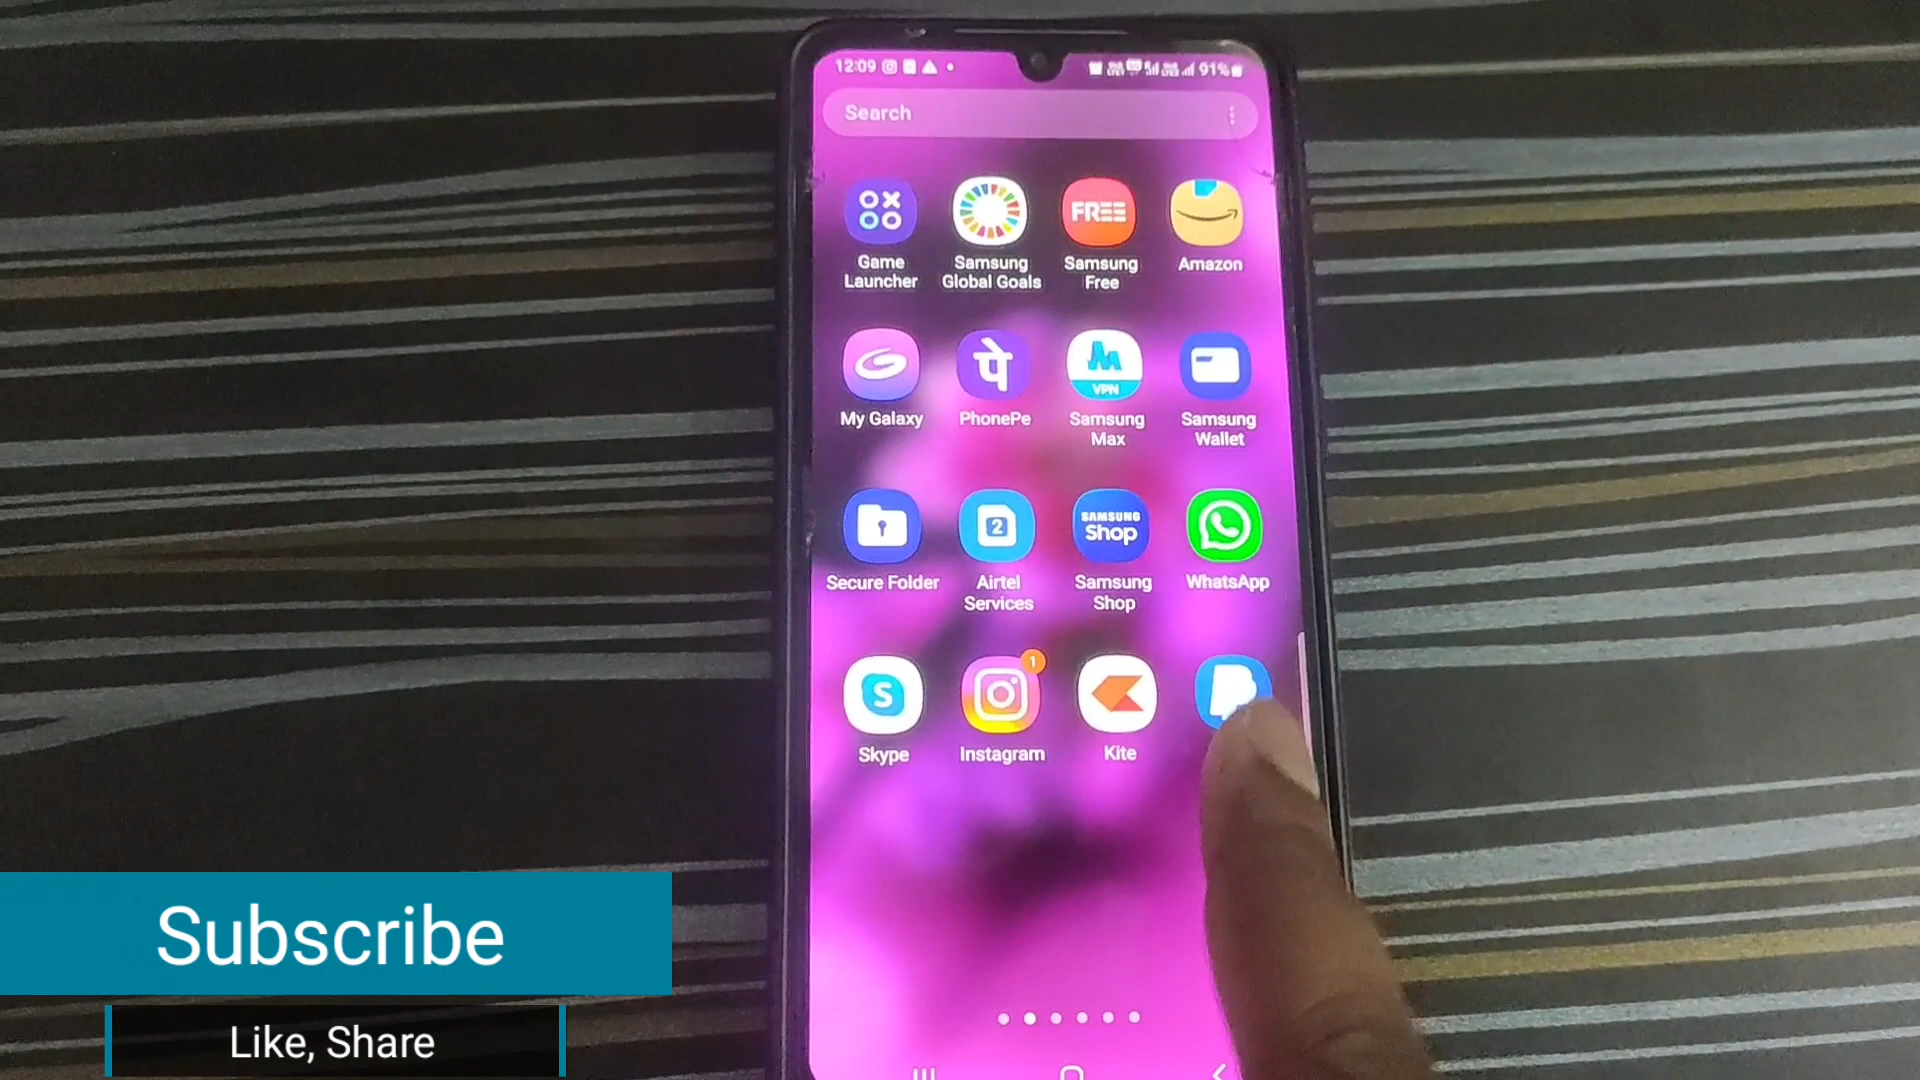 12:09
91%
Search
FREE
Game Launcher
Samsung Global Goals
Samsung Free
Amazon
पे
VPN
My Galaxy
PhonePe
Samsung Max
Samsung Wallet
2
SAMSUNG Shop
Secure Folder
Airtel Services
Samsung Shop
WhatsApp
S
1
Skype
Instagram
Kite
Subscribe
Like, Share